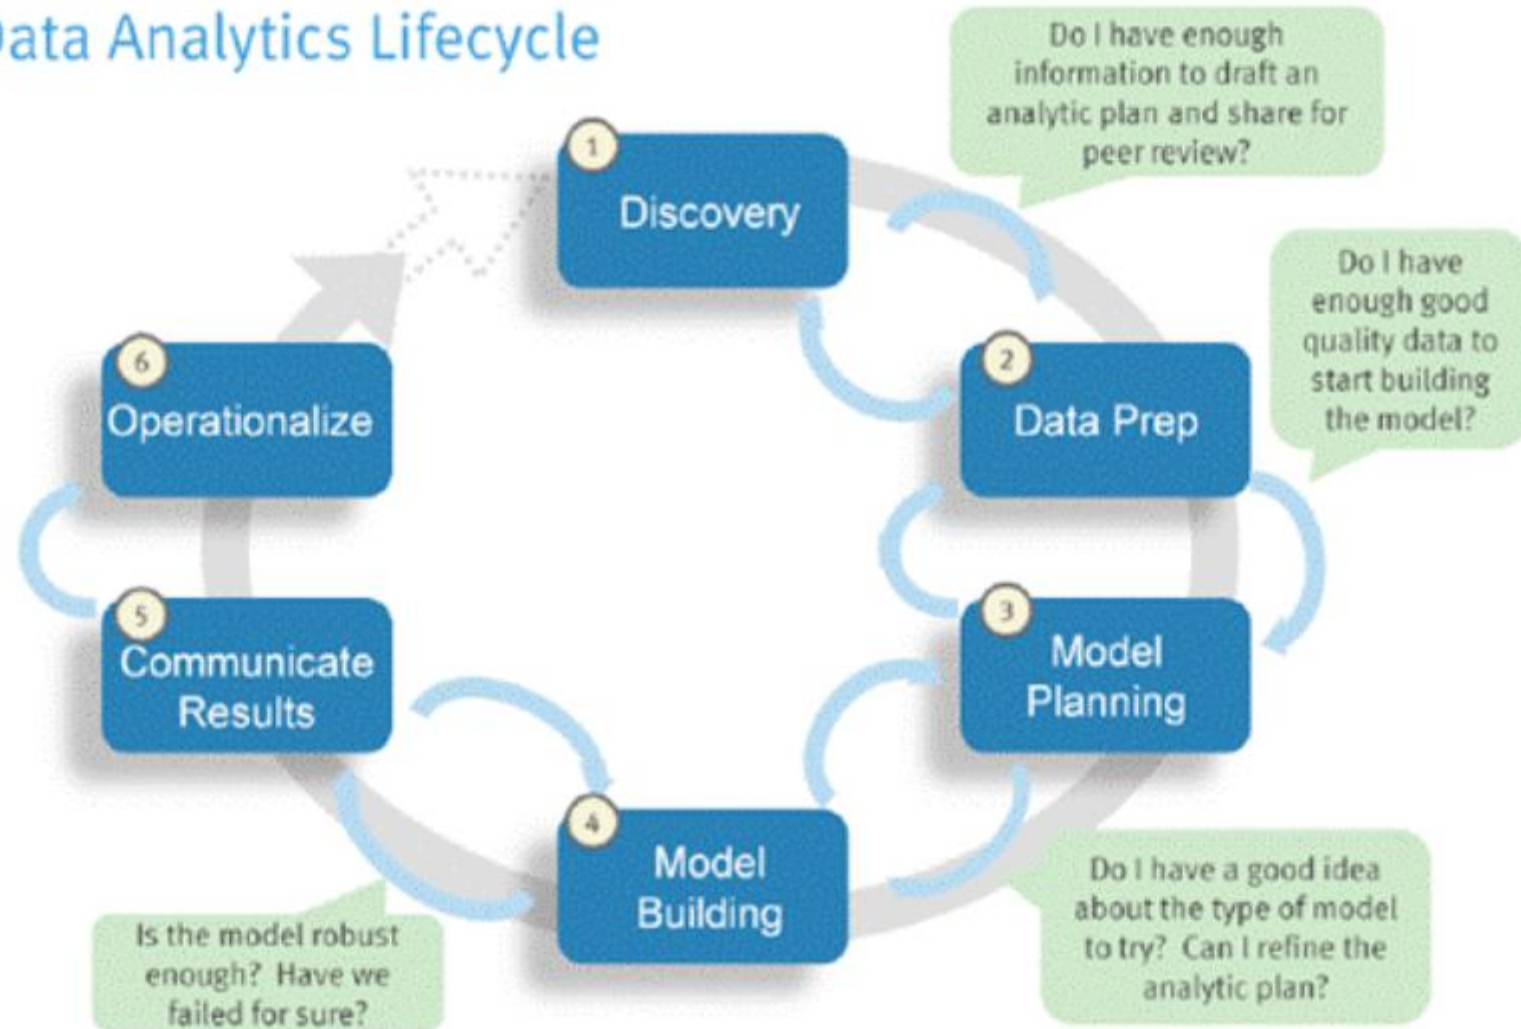 Data Analytics Lifecycle
Do I have enough
information to draft an
analytic plan and share for
peer review?
1
Discovery
Do I have
enough good
quality data to
start building
the model?
2
Data Prep
6
Operationalize
3
Model
Planning
5
Communicate
Results
4
Model
Building
Do I have a good idea
about the type of model
to try? Can I refine the
analytic plan?
Is the model robust
enough? Have we
failed for sure?